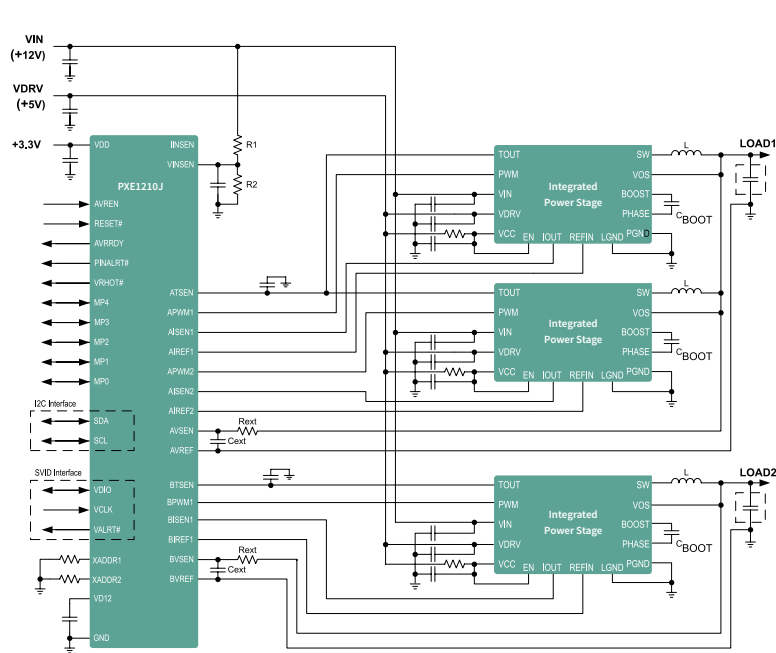 VIN
(+12V)
VDRV
(+5V)
+3.3V
PXE1210J
VDD
AVREN
RESET#
AVRRDY
PINALRT#
VRHOT#
MP4
MP3
MP2
MP1
MP0
I2C Interface
SDA
SCL
SVID Interface
VDIO
VCLK
VALRT#
XADDR1
XADDR2
VD12
GND
IINSEN
VINSEN
ATSEN
APWM1
AISEN1
AIREF1
APWM2
AISEN2
AIREF2
AVSEN
AVREF
BTSEN
BPWM1
BISEN1
BIREF1
BVSEN
BVREF
R1
R2
Rext
Cext
Rext
Cext
TOUT
PWM
VIN
VDRV
VCC
EN IOUT REFIN LGND PGND
Integrated
Power Stage
SW
VOS
BOOST
PHASE
L
CBOOT
LOAD1
TOUT
PWM
VIN
VDRV
VCC
EN IOUT REFIN LGND PGND
Integrated
Power Stage
SW
VOS
BOOST
PHASE
L
CBOOT
TOUT
PWM
VIN
VDRV
VCC
EN IOUT REFIN LGND PGND
Integrated
Power Stage
SW
VOS
BOOST
PHASE
L
CBOOT
LOAD2